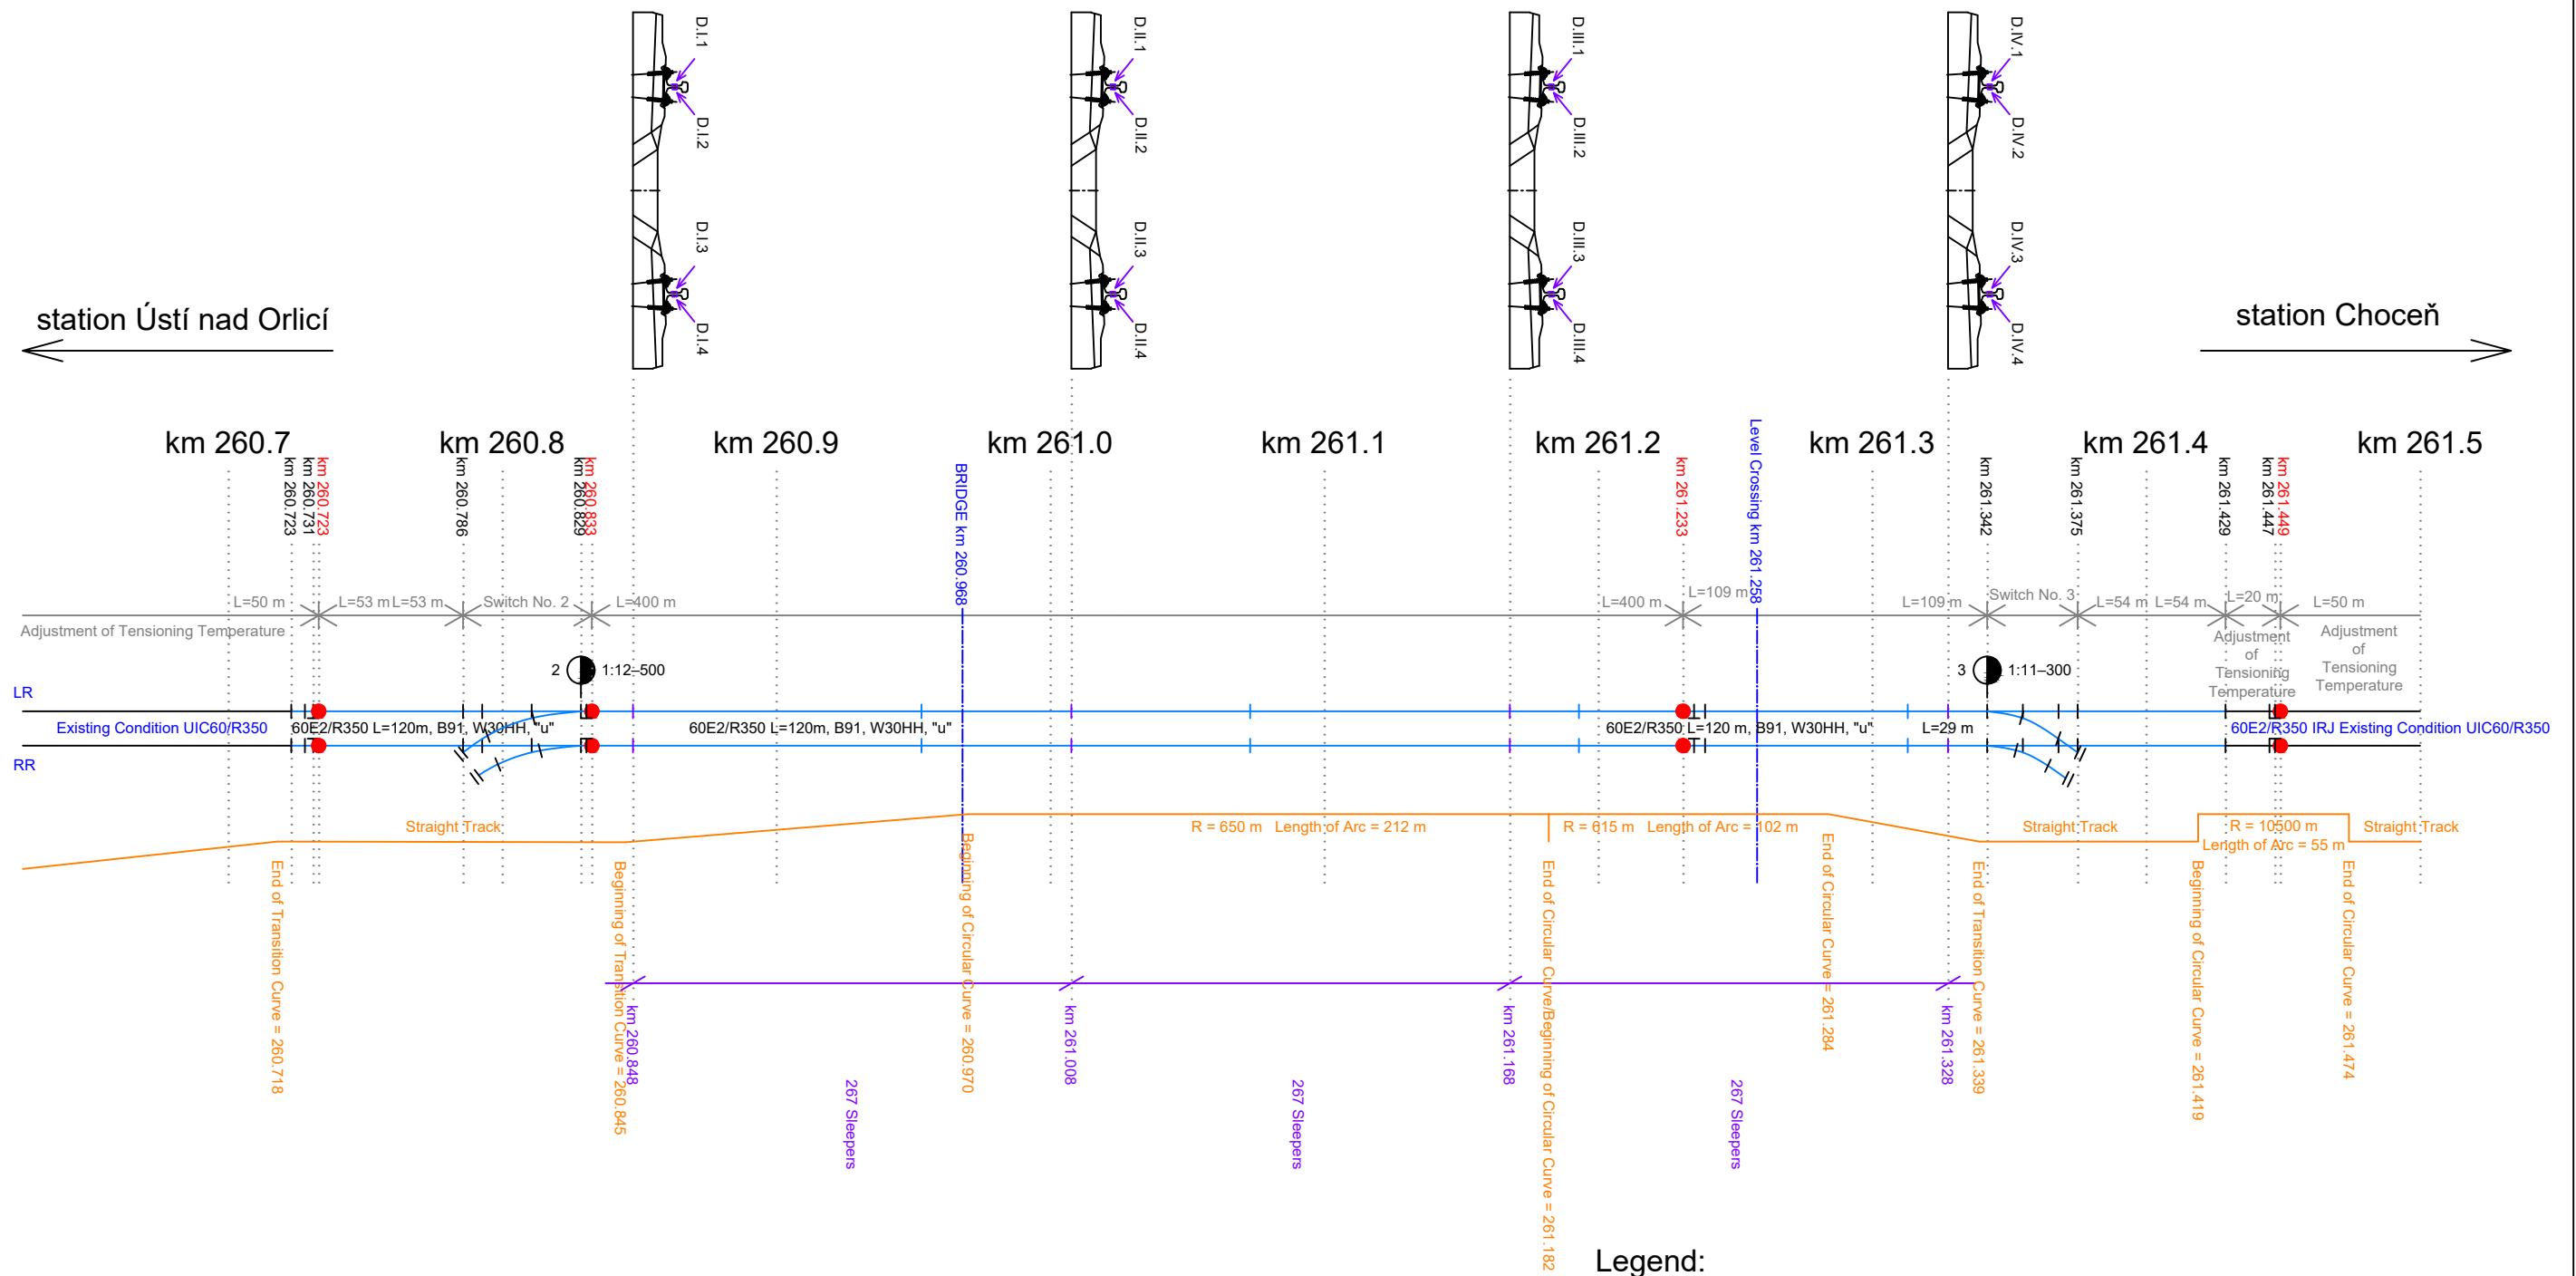 D.I.1
D.II.1
D.III.1
D.IV.1
D.I.2
D.II.2
D.III.2
D.IV.2
D.I.3
D.II.3
D.III.3
D.IV.3
D.I.4
D.II.4
D.III.4
D.IV.4
station Ústí nad Orlicí
station Choceň
km 260.7
km 260.8
km 260.9
km 261.0
km 261.1
km 261.2
km 261.3
km 261.4
km 261.5
km 260.723
km 260.731
km 260.723
km 260.786
km 260.829
km 260.833
BRIDGE km 260.968
km 261.233
Level Crossing km 261.258
km 261.342
km 261.375
km 261.429
km 261.447
km 261.449
L=50 m
L=53 m
L=53 m
Switch No. 2
L=400 m
L=400 m
L=109 m
L=109 m
Switch No. 3
L=54 m
L=54 m
L=20 m
L=50 m
Adjustment of Tensioning Temperature
Adjustment
of
Tensioning
Temperature
Adjustment
of
Tensioning
Temperature
2
1:12–500
3
1:11–300
LR
Existing Condition UIC60/R350
60E2/R350 L=120m, B91, W30HH, "u"
60E2/R350 L=120m, B91, W30HH, "u"
60E2/R350 L=120 m, B91, W30HH, "u"
L=29 m
60E2/R350 IRJ Existing Condition UIC60/R350
RR
Straight Track
R = 650 m Length of Arc = 212 m
R = 615 m Length of Arc = 102 m
Straight Track
R = 10500 m
Length of Arc = 55 m
Straight Track
End of Transition Curve = 260.718
Beginning of Transition Curve = 260.845
Beginning of Circular Curve = 260.970
End of Circular Curve/Beginning of Circular Curve = 261.182
End of Circular Curve = 261.284
End of Transition Curve = 261.339
Beginning of Circular Curve = 261.419
End of Circular Curve = 261.474
km 260.848
km 261.008
km 261.168
km 261.328
267 Sleepers
267 Sleepers
267 Sleepers
Legend: